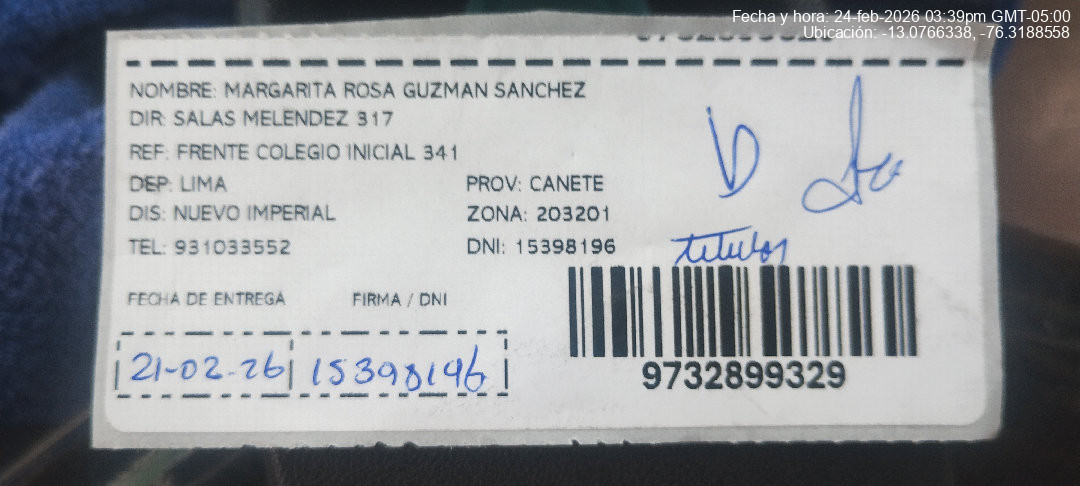 Fecha y hora: 24-feb-2026 03:39pm GMT-05:00
Ubicación: -13.0766338, -76.3188558
NOMBRE: MARGARITA ROSA GUZMAN SANCHEZ
DIR: SALAS MELENDEZ 317
REF: FRENTE COLEGIO INICIAL 341
DEP: LIMA PROV: CANETE
DIS: NUEVO IMPERIAL ZONA: 203201
TEL: 931033552 DNI: 15398196
titular
FECHA DE ENTREGA FIRMA / DNI
21-02-26 15398196
9732899329